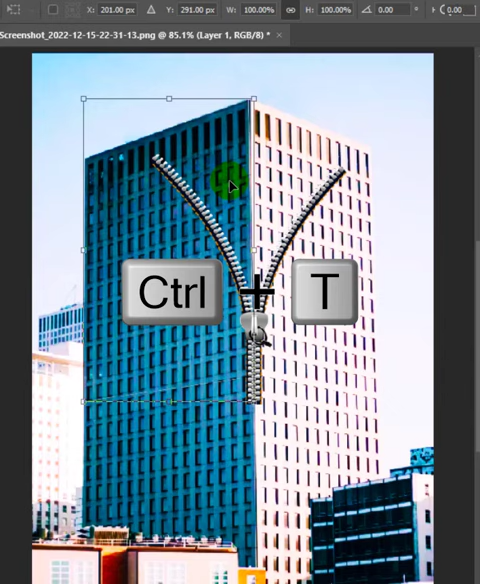 X: 201.00 px Y: 291.00 px W: 100.00% H: 100.00% 0.00 ° 0.00
Screenshot_2022-12-15-22-31-13.png @ 85.1% (Layer 1, RGB/8) * ×
Ctrl + T